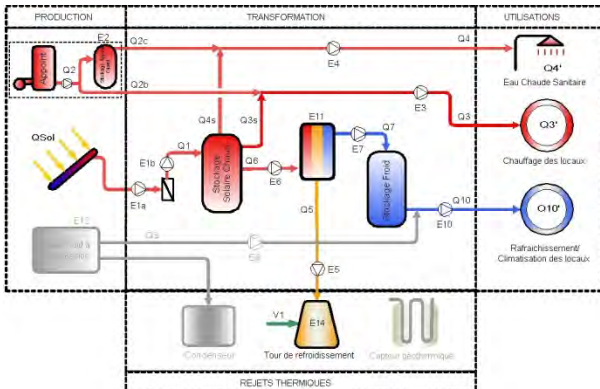 PRODUCTION
TRANSFORMATION
UTILISATIONS
E2
Q2c
Q4
E4
Appoint
Q2
Q4'
Eau Chaude Sanitaire
Q2b
E3
Q3
QSol
Q4s
Q3s
E11
Q7
E7
Q3'
Q1
E1b
Stockage
Solaire Chaud
Q6
E6
Stockage Froid
Chauffage des locaux
E1a
Q5
Q10
E10
Q10'
Q9
Rafraichissement/
Climatisation des locaux
E5
V1
E14
Condenseur
Tour de refroidissement
Capteur géothermique
REJETS THERMIQUES